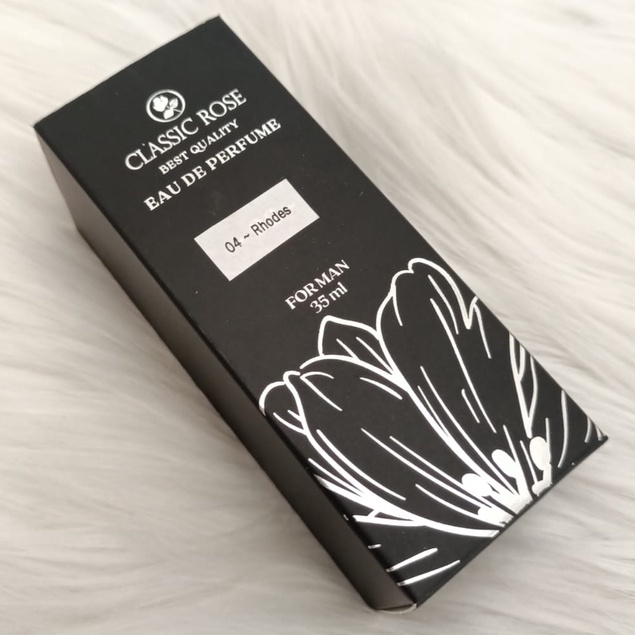 CLASSIC ROSE
BEST QUALITY
EAU DE PERFUME
04 ~ Rhodes
FOR MAN
35 ml